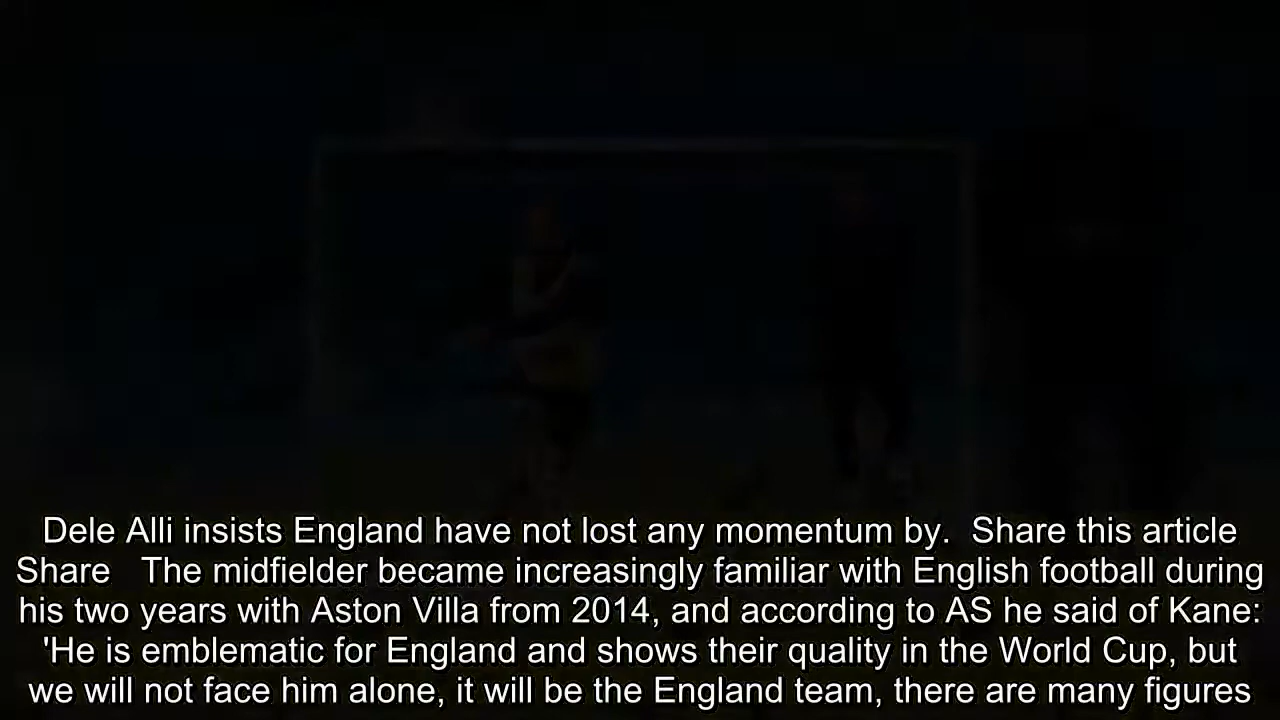 Dele Alli insists England have not lost any momentum by.  Share this article
Share   The midfielder became increasingly familiar with English football during
his two years with Aston Villa from 2014, and according to AS he said of Kane:
'He is emblematic for England and shows their quality in the World Cup, but
we will not face him alone, it will be the England team, there are many figures